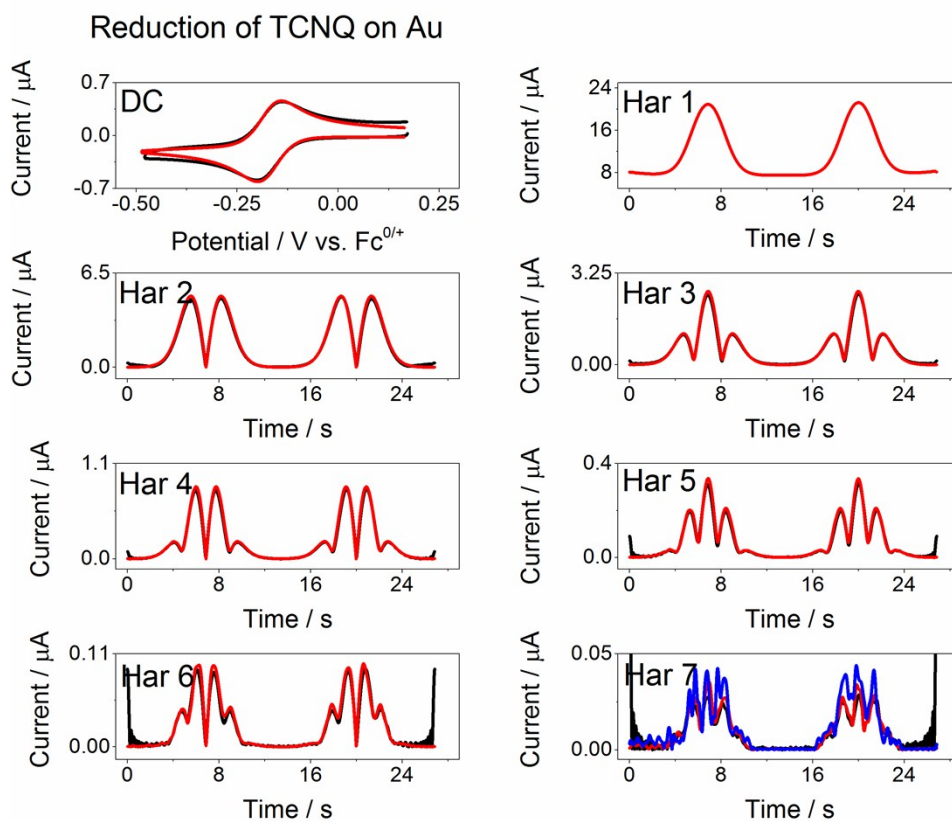 Reduction of TCNQ on Au
Current / μA
0.7
0.0
-0.7
DC
-0.50 -0.25 0.00 0.25
Potential / V vs. Fc0/+
Current / μA
24
16
8
Har 1
0 8 16 24
Time / s
Current / μA
6.5
0.0
Har 2
0 8 16 24
Time / s
Current / μA
3.25
0.00
Har 3
0 8 16 24
Time / s
Current / μA
1.1
0.0
Har 4
0 8 16 24
Time / s
Current / μA
0.4
0.0
Har 5
0 8 16 24
Time / s
Current / μA
0.11
0.00
Har 6
0 8 16 24
Time / s
Current / μA
0.05
0.00
Har 7
0 8 16 24
Time / s